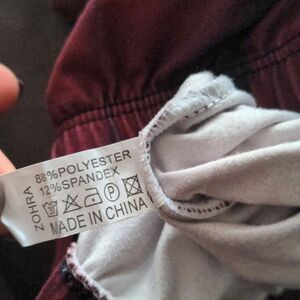 ZOHRA
88%POLYESTER
12%SPANDEX
P
MADE IN CHINA